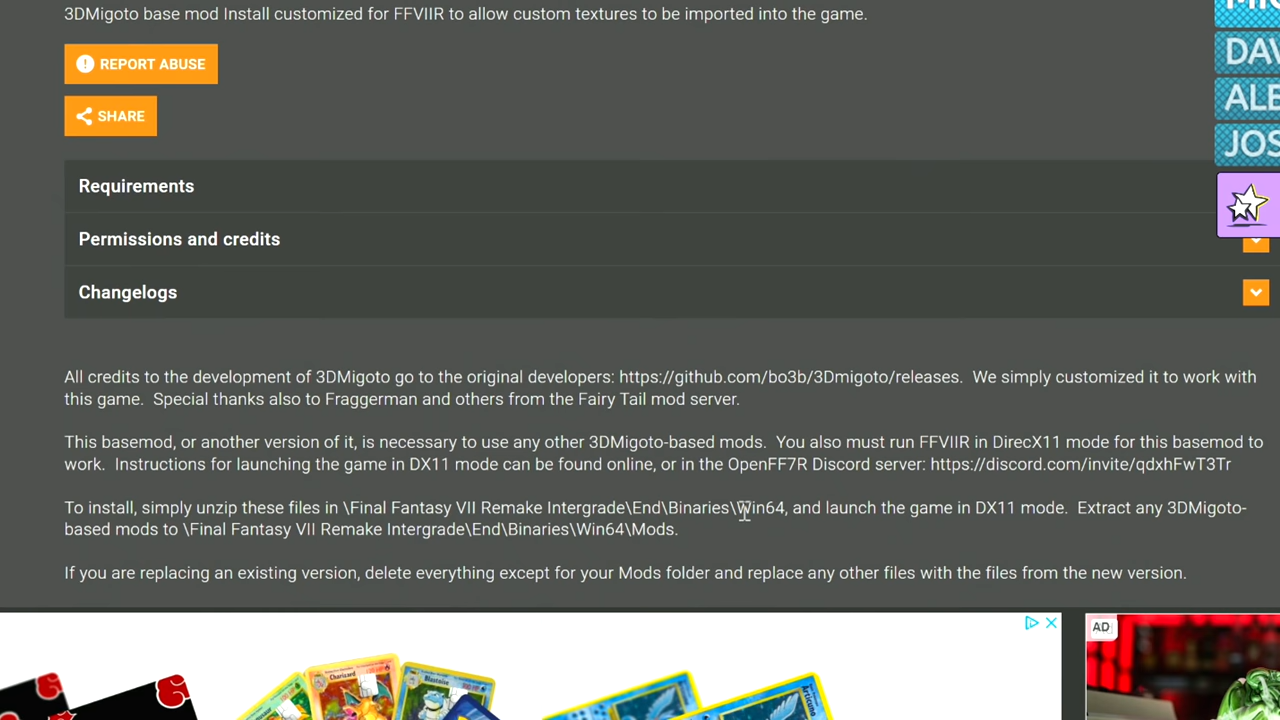 3DMigoto base mod Install customized for FFVIIR to allow custom textures to be imported into the game.
REPORT ABUSE
DAV
SHARE
ALE
JOS
Requirements
Permissions and credits
Changelogs
All credits to the development of 3DMigoto go to the original developers: https://github.com/bo3b/3Dmigoto/releases.  We simply customized it to work with
this game.  Special thanks also to Fraggerman and others from the Fairy Tail mod server.
This basemod, or another version of it, is necessary to use any other 3DMigoto-based mods.  You also must run FFVIIR in DirecX11 mode for this basemod to
work.  Instructions for launching the game in DX11 mode can be found online, or in the OpenFF7R Discord server: https://discord.com/invite/qdxhFwT3Tr
To install, simply unzip these files in \Final Fantasy VII Remake Intergrade\End\Binaries\Win64, and launch the game in DX11 mode.  Extract any 3DMigoto-
based mods to \Final Fantasy VII Remake Intergrade\End\Binaries\Win64\Mods.
If you are replacing an existing version, delete everything except for your Mods folder and replace any other files with the files from the new version.
AD
Charizard
Blastoise
Articuno